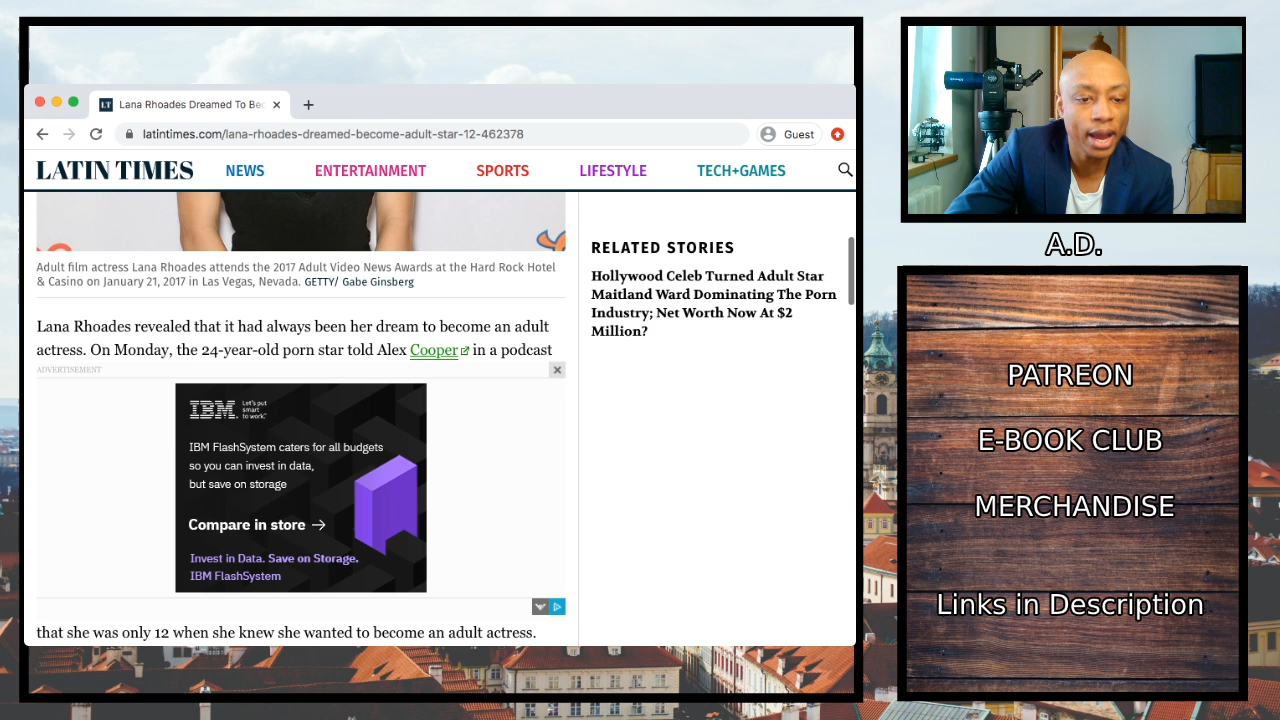 LT Lana Rhoades Dreamed To Bec
latintimes.com/lana-rhoades-dreamed-become-adult-star-12-462378
Guest
LATIN TIMES NEWS ENTERTAINMENT SPORTS LIFESTYLE TECH+GAMES
Adult film actress Lana Rhoades attends the 2017 Adult Video News Awards at the Hard Rock Hotel
& Casino on January 21, 2017 in Las Vegas, Nevada. GETTY/ Gabe Ginsberg
Lana Rhoades revealed that it had always been her dream to become an adult
actress. On Monday, the 24-year-old porn star told Alex Cooper in a podcast
ADVERTISEMENT
IBM
Let's put
smart
to work.
IBM FlashSystem caters for all budgets
so you can invest in data,
but save on storage
Compare in store →
Invest in Data. Save on Storage.
IBM FlashSystem
that she was only 12 when she knew she wanted to become an adult actress.
RELATED STORIES
Hollywood Celeb Turned Adult Star
Maitland Ward Dominating The Porn
Industry; Net Worth Now At $2
Million?
A.D.
PATREON
E-BOOK CLUB
MERCHANDISE
Links in Description